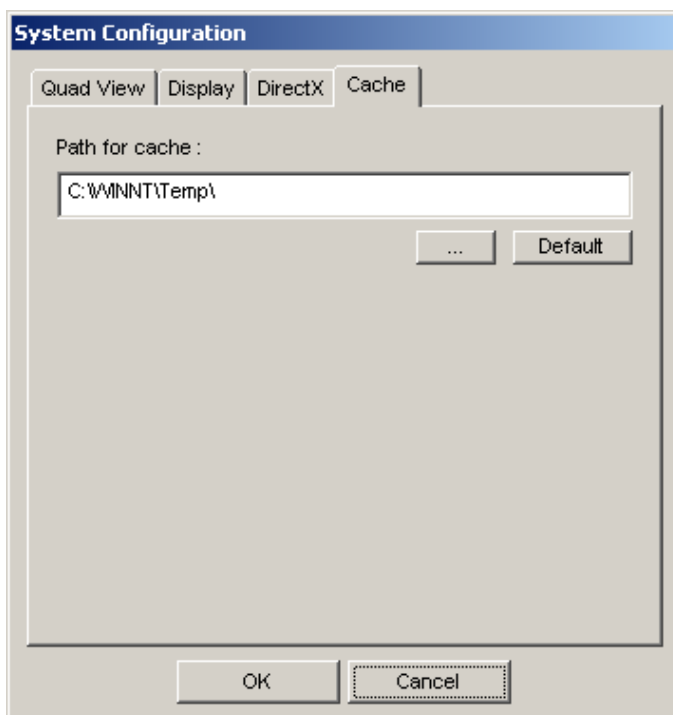 System Configuration
Quad View Display DirectX Cache
Path for cache :
C:\WINNT\Temp\
... Default
OK Cancel